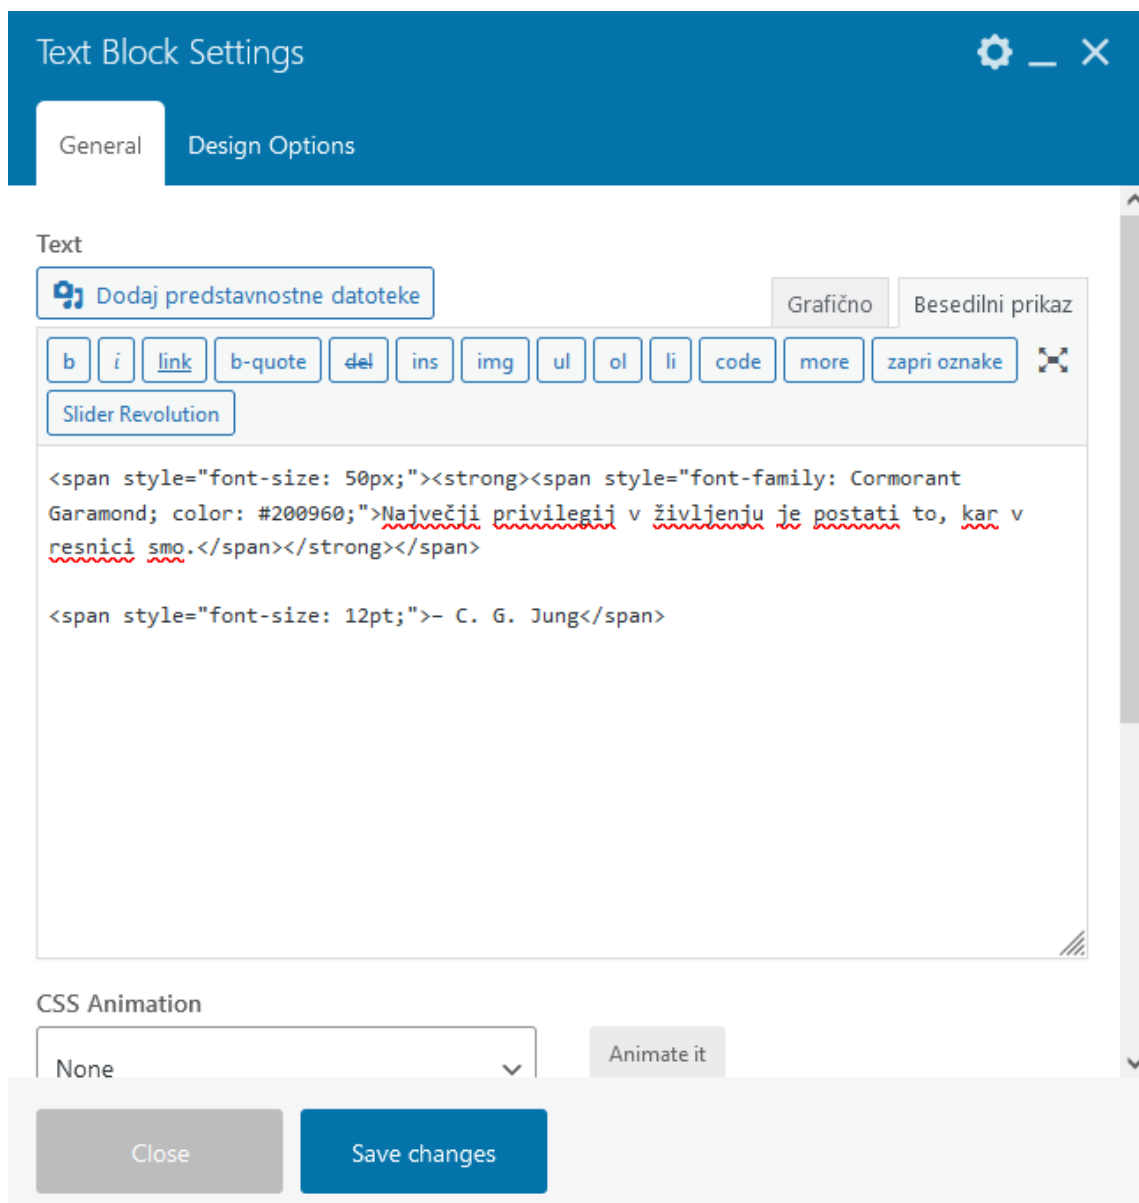 Text Block Settings
General
Design Options
Text
Dodaj predstavnostne datoteke
Grafično
Besedilni prikaz
b
i
link
b-quote
del
ins
img
ul
ol
li
code
more
zapri oznake
Slider Revolution
<span style="font-size: 50px;"><strong><span style="font-family: Cormorant
Garamond; color: #200960;">Največji privilegij v življenju je postati to, kar v
resnici smo.</span></strong></span>
<span style="font-size: 12pt;">– C. G. Jung</span>
CSS Animation
None
Animate it
Close
Save changes